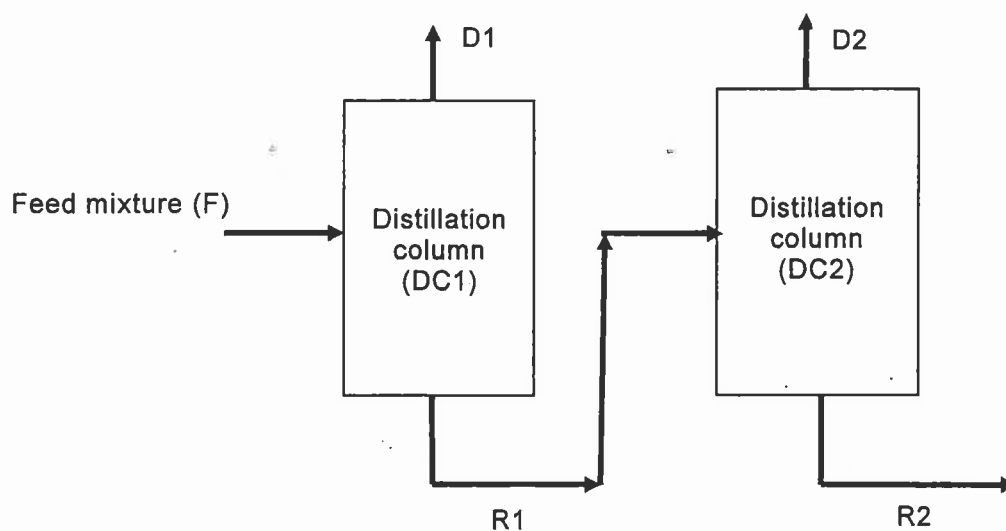 D1
D2
Feed mixture (F)
Distillation
column
(DC1)
Distillation
column
(DC2)
R1
R2